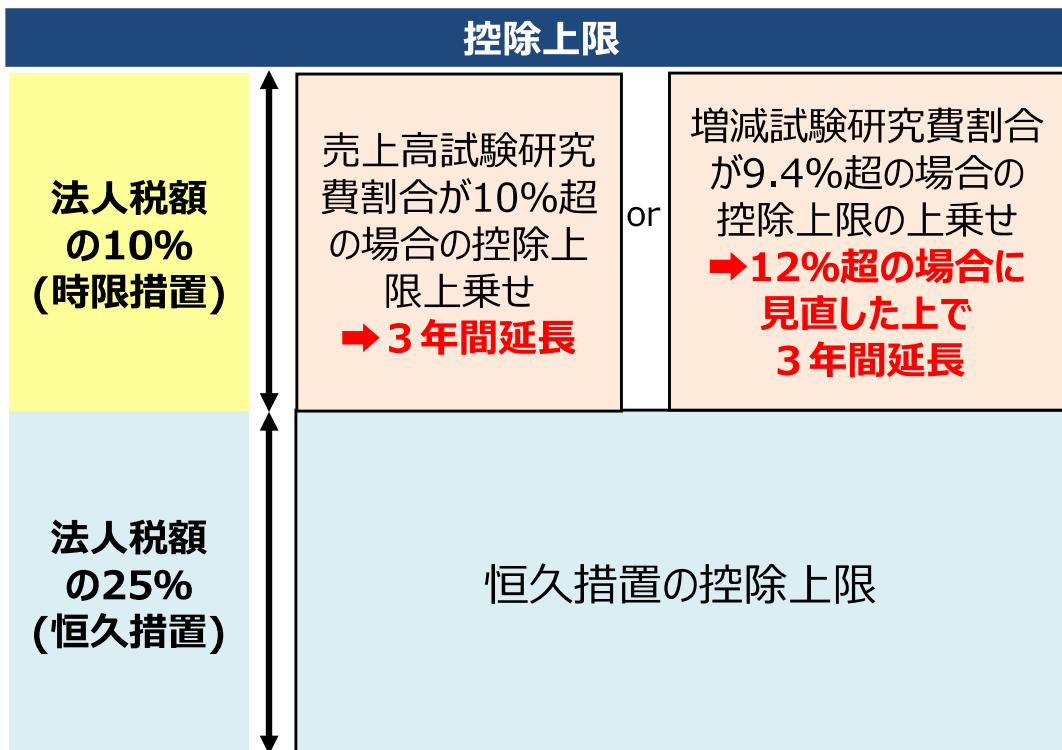 控除上限
法人税額
の10%
(時限措置)
売上高試験研究
費割合が10%超
の場合の控除上
限上乗せ
➡３年間延長
or
増減試験研究費割合
が9.4%超の場合の
控除上限の上乗せ
➡12%超の場合に
見直した上で
３年間延長
法人税額
の25%
(恒久措置)
恒久措置の控除上限